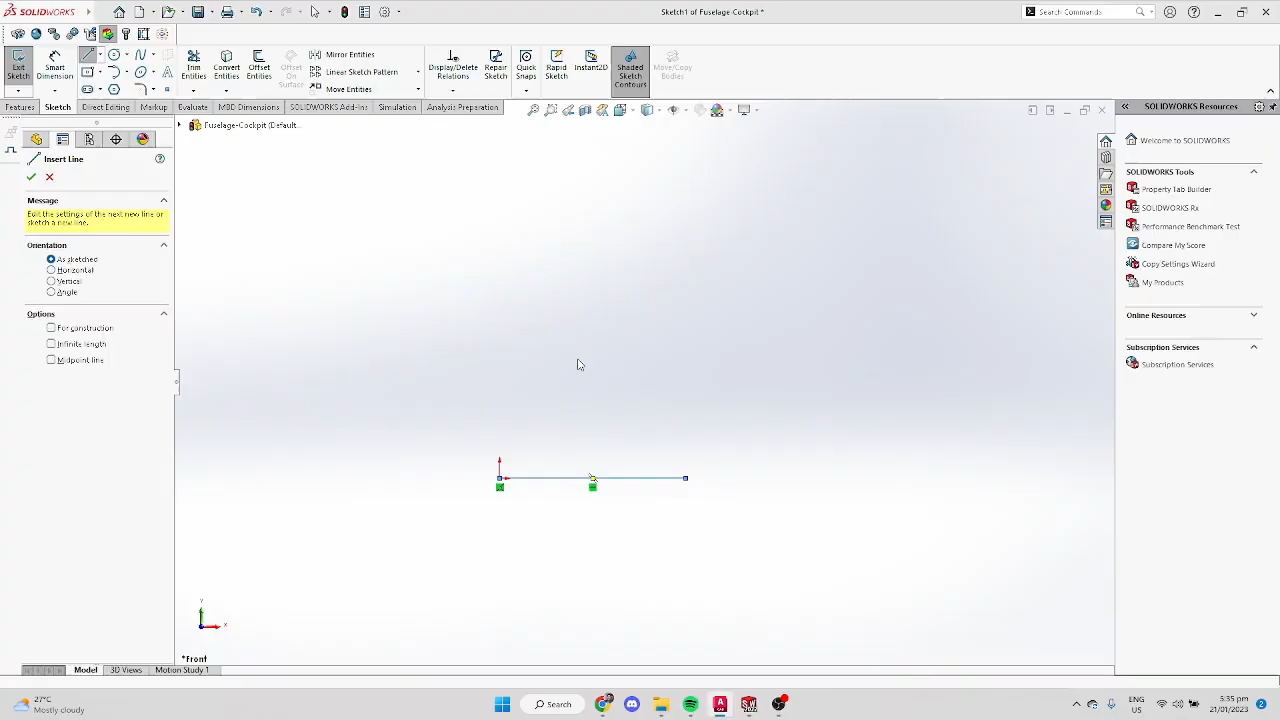 SOLIDWORKS
Sketch1 of Fuselage-Cockpit *
Search Commands
Exit Sketch
Smart Dimension
Trim Entities
Convert Entities
Offset Entities
Offset On Surface
Mirror Entities
Linear Sketch Pattern
Move Entities
Display/Delete Relations
Repair Sketch
Quick Snaps
Rapid Sketch
Instant2D
Shaded Sketch Contours
Move/Copy Bodies
Features
Sketch
Direct Editing
Markup
Evaluate
MBD Dimensions
SOLIDWORKS Add-Ins
Simulation
Analysis Preparation
Fuselage-Cockpit (Default...
Insert Line
Message
Edit the settings of the next new line or
sketch a new line.
Orientation
As sketched
Horizontal
Vertical
Angle
Options
For construction
Infinite length
Midpoint line
Y
X
*Front
Model
3D Views
Motion Study 1
SOLIDWORKS Resources
Welcome to SOLIDWORKS
SOLIDWORKS Tools
Property Tab Builder
SOLIDWORKS Rx
Performance Benchmark Test
Compare My Score
Copy Settings Wizard
My Products
Online Resources
Subscription Services
Subscription Services
27°C
Mostly cloudy
Search
ENG
US
5:35 pm
21/01/2023